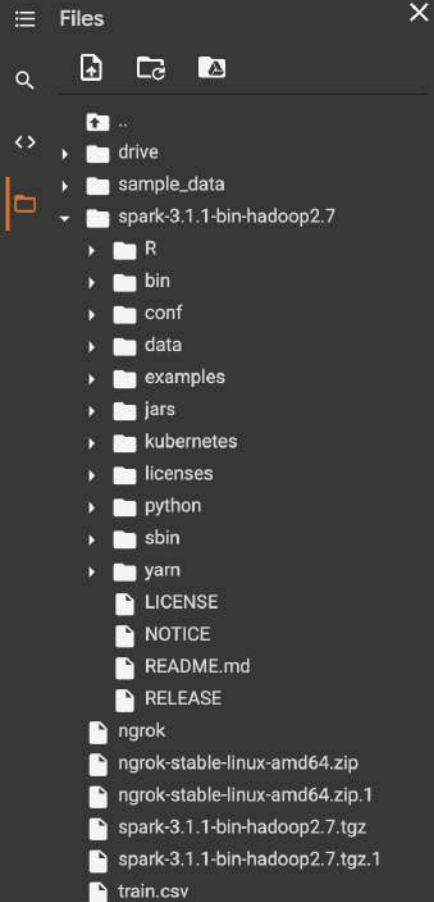 Files
..
drive
sample_data
spark-3.1.1-bin-hadoop2.7
R
bin
conf
data
examples
jars
kubernetes
licenses
python
sbin
yarn
LICENSE
NOTICE
README.md
RELEASE
ngrok
ngrok-stable-linux-amd64.zip
ngrok-stable-linux-amd64.zip.1
spark-3.1.1-bin-hadoop2.7.tgz
spark-3.1.1-bin-hadoop2.7.tgz.1
train.csv